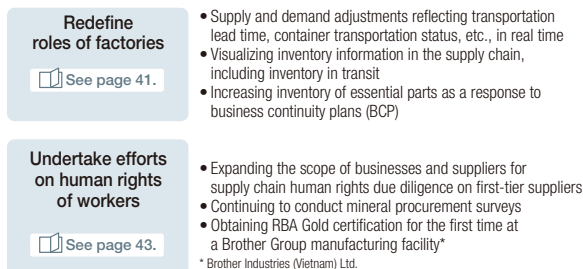 Redefine
roles of factories
See page 41.
• Supply and demand adjustments reflecting transportation
lead time, container transportation status, etc., in real time
• Visualizing inventory information in the supply chain,
including inventory in transit
• Increasing inventory of essential parts as a response to
business continuity plans (BCP)
Undertake efforts
on human rights
of workers
See page 43.
• Expanding the scope of businesses and suppliers for
supply chain human rights due diligence on first-tier suppliers
• Continuing to conduct mineral procurement surveys
• Obtaining RBA Gold certification for the first time at
a Brother Group manufacturing facility*
* Brother Industries (Vietnam) Ltd.